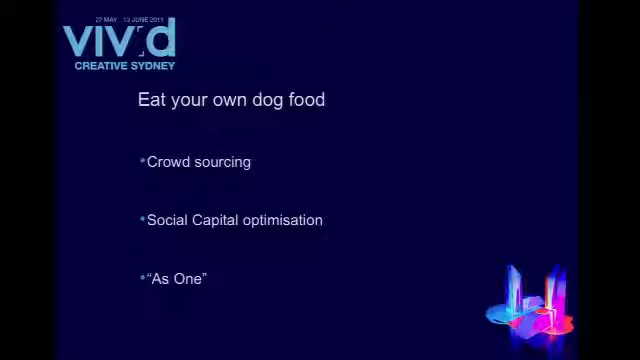 27 MAY 13 JUNE 2011
vivid
CREATIVE SYDNEY
Eat your own dog food
•Crowd sourcing
•Social Capital optimisation
•“As One”